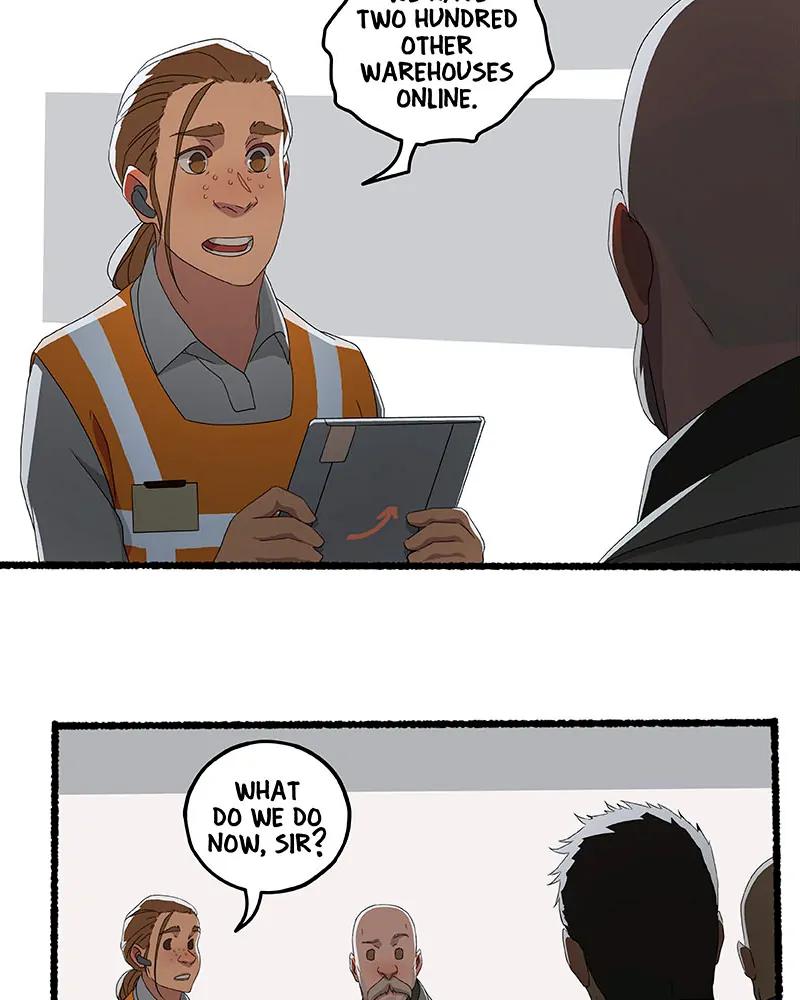 TWO HUNDRED
OTHER
WAREHOUSES
ONLINE.
WHAT
DO WE DO
NOW, SIR?